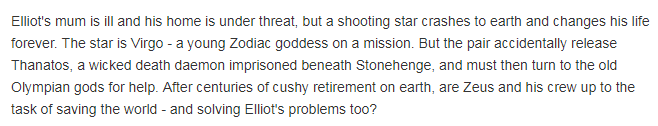 Elliot's mum is ill and his home is under threat, but a shooting star crashes to earth and changes his life
forever. The star is Virgo - a young Zodiac goddess on a mission. But the pair accidentally release
Thanatos, a wicked death daemon imprisoned beneath Stonehenge, and must then turn to the old
Olympian gods for help. After centuries of cushy retirement on earth, are Zeus and his crew up to the
task of saving the world - and solving Elliot's problems too?